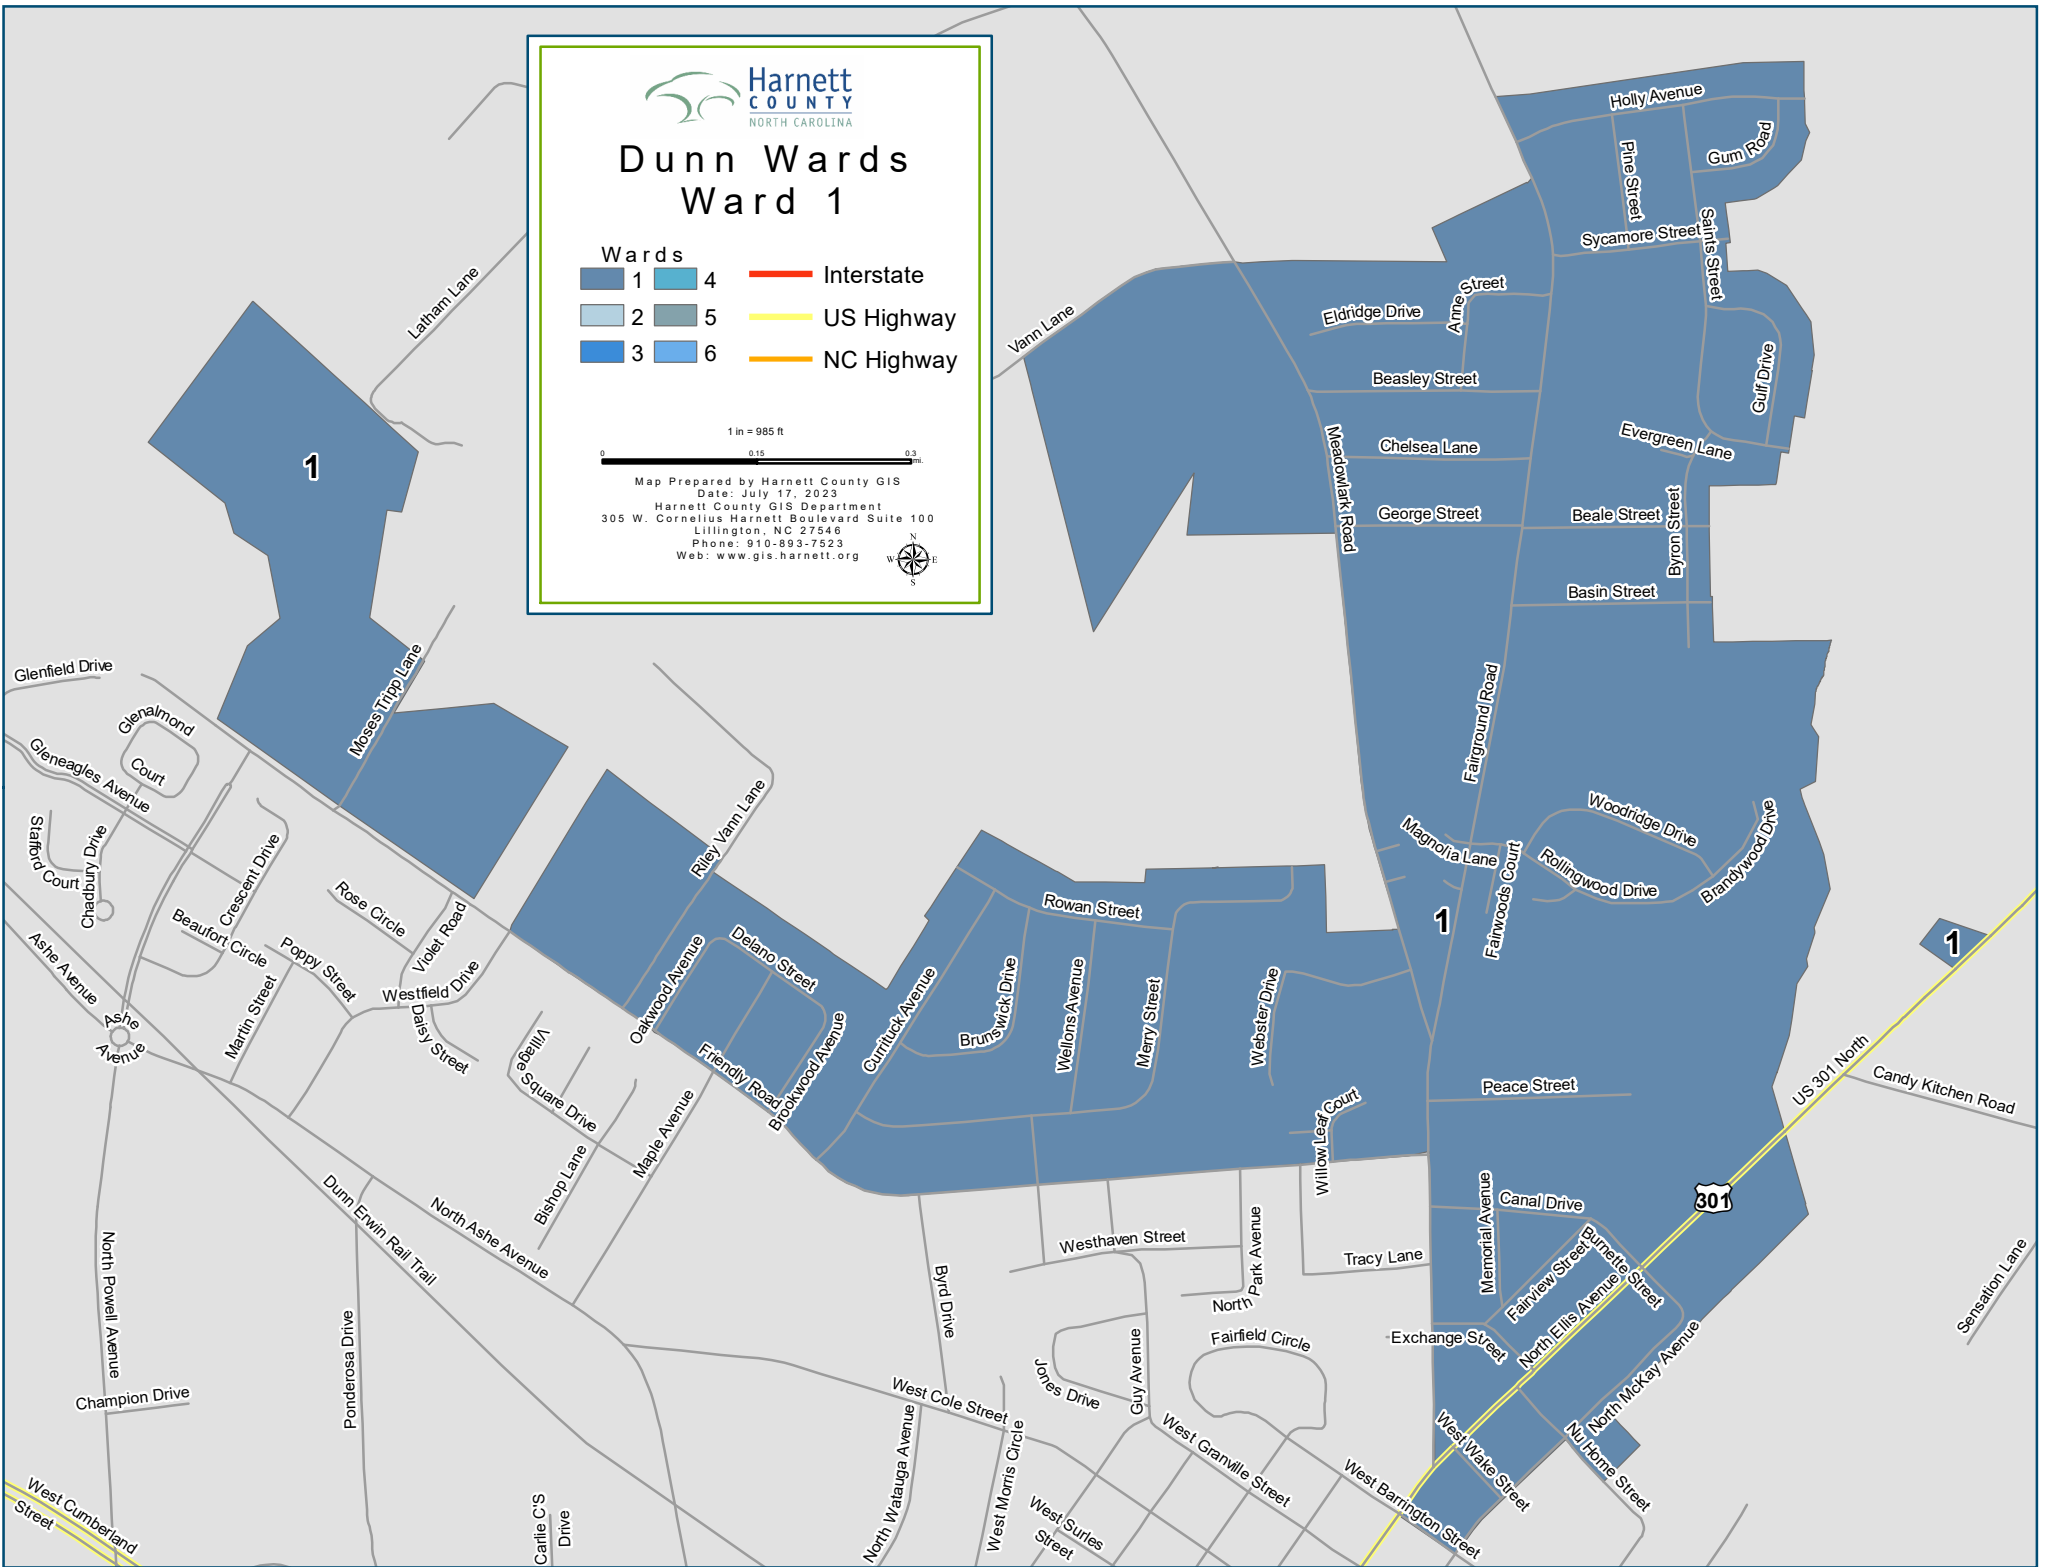 Harnett
COUNTY
NORTH CAROLINA
Dunn Wards
Ward 1
Wards
1
4
2
5
3
6
Interstate
US Highway
NC Highway
1 in = 985 ft
0
0.15
0.3
mi.
Map Prepared by Harnett County GIS
Date: July 17, 2023
Harnett County GIS Department
305 W. Cornelius Harnett Boulevard Suite 100
Lillington, NC 27546
Phone: 910-893-7523
Web: www.gis.harnett.org
N
W
E
S
Holly Avenue
Gum Road
Pine Street
Saints Street
Sycamore Street
Latham Lane
Vann Lane
Anne Street
Eldridge Drive
Gulf Drive
Beasley Street
Meadowlark Road
Chelsea Lane
Evergreen Lane
1
George Street
Beale Street
Byron Street
Basin Street
Glenfield Drive
Moses Tripp Lane
Fairground Road
Glenalmond
Court
Gleneagles Avenue
Stafford Court
Chadbury Drive
Crescent Drive
Riley Vann Lane
Magnolia Lane
Woodridge Drive
Brandywood Drive
Rollingwood Drive
Fairwoods Court
Rose Circle
Violet Road
Beaufort Circle
Poppy Street
Rowan Street
1
1
Ashe Avenue
Westfield Drive
Delano Street
Oakwood Avenue
Martin Street
Daisy Street
Ashe
Avenue
Village
Square Drive
Currituck Avenue
Brunswick Drive
Wellons Avenue
Merry Street
Webster Drive
Friendly Road
Brookwood Avenue
Peace Street
US 301 North
Candy Kitchen Road
Willow Leaf Court
Maple Avenue
Bishop Lane
Dunn Erwin Rail Trail
North Ashe Avenue
Memorial Avenue
Canal Drive
301
North Powell Avenue
Westhaven Street
North
Park Avenue
Tracy Lane
Burnette Street
Fairview Street
North Ellis Avenue
Sensation Lane
Byrd Drive
Ponderosa Drive
Guy Avenue
Fairfield Circle
Exchange Street
North McKay Avenue
Jones Drive
Champion Drive
West Cole Street
North Watauga Avenue
West Morris Circle
West Granville Street
West Wake Street
Nu Home Street
West Barrington Street
West Cumberland
Street
Carlie C'S
Drive
West Surles
Street